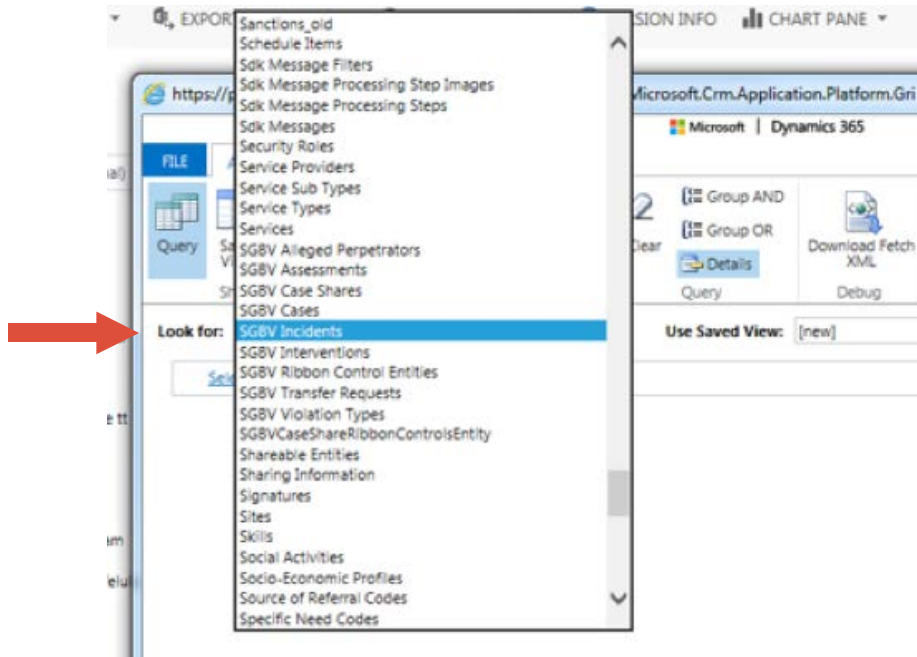 EXPOR
SION INFO
CHART PANE
https://p
Microsoft.Crm.Application.Platform.Gri
Microsoft | Dynamics 365
FILE
Query
Clear
Group AND
Group OR
Details
Query
Download Fetch
XML
Debug
Look for:
Use Saved View: [new]
Sanctions_old
Schedule Items
Sdk Message Filters
Sdk Message Processing Step Images
Sdk Message Processing Steps
Sdk Messages
Security Roles
Service Providers
Service Sub Types
Service Types
Services
SGBV Alleged Perpetrators
SGBV Assessments
SGBV Case Shares
SGBV Cases
SGBV Incidents
SGBV Interventions
SGBV Ribbon Control Entities
SGBV Transfer Requests
SGBV Violation Types
SGBVCaseShareRibbonControlsEntity
Shareable Entities
Sharing Information
Signatures
Sites
Skills
Social Activities
Socio-Economic Profiles
Source of Referral Codes
Specific Need Codes